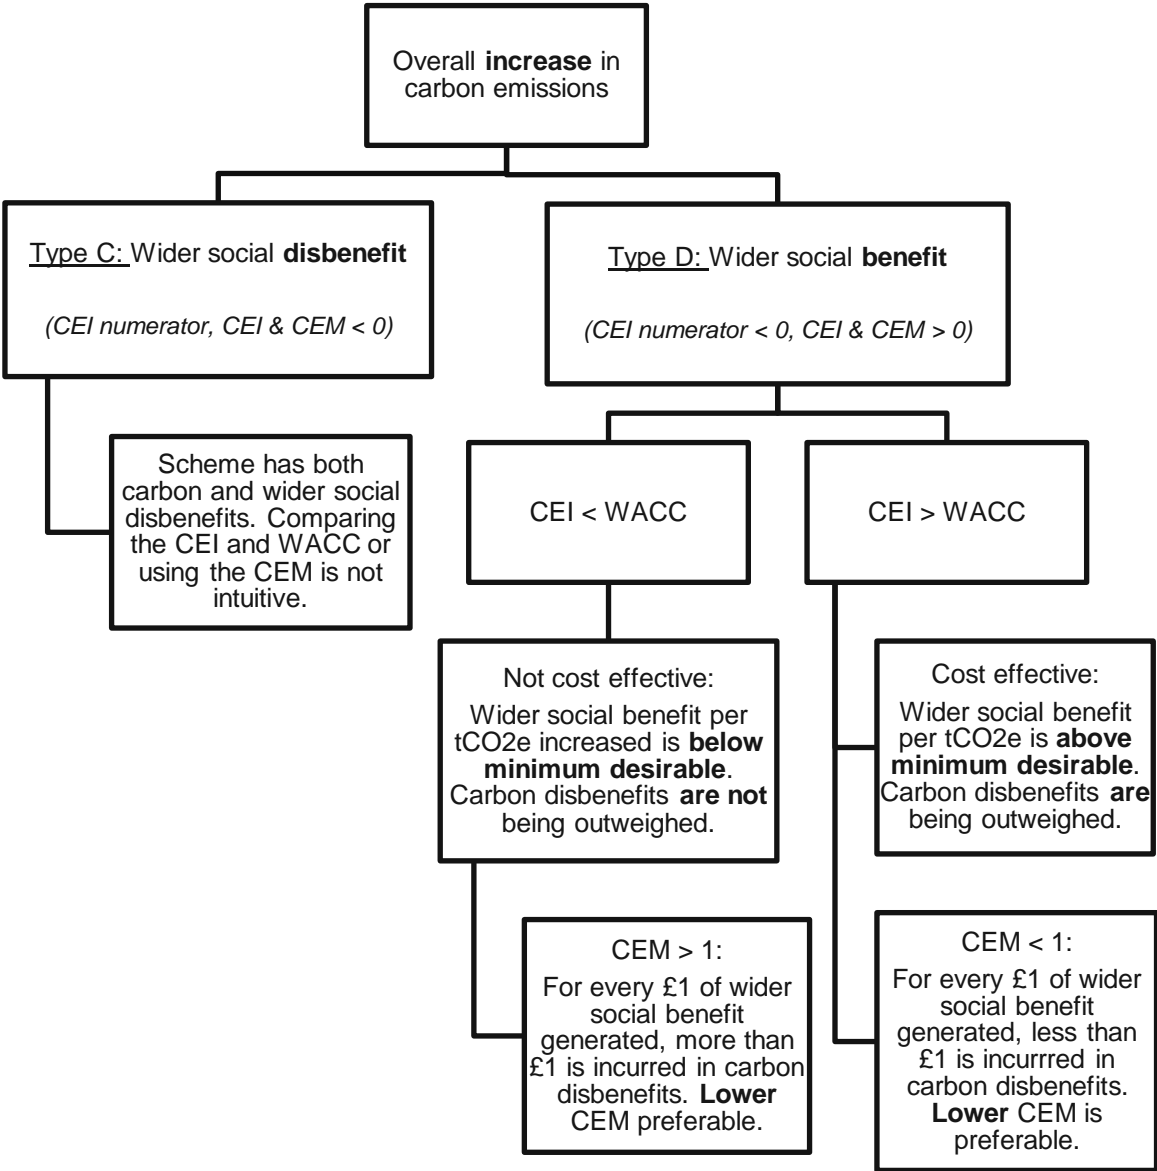 Overall increase in
carbon emissions
Type C: Wider social disbenefit
(CEI numerator, CEI & CEM < 0)
Type D: Wider social benefit
(CEI numerator < 0, CEI & CEM > 0)
Scheme has both
carbon and wider social
disbenefits. Comparing
the CEI and WACC or
using the CEM is not
intuitive.
CEI < WACC
CEI > WACC
Not cost effective:
Wider social benefit per
tCO2e increased is below
minimum desirable.
Carbon disbenefits are not
being outweighed.
Cost effective:
Wider social benefit
per tCO2e is above
minimum desirable.
Carbon disbenefits are
being outweighed.
CEM > 1:
For every £1 of wider
social benefit
generated, more than
£1 is incurred in carbon
disbenefits. Lower
CEM preferable.
CEM < 1:
For every £1 of wider
social benefit
generated, less than
£1 is incurrred in
carbon disbenefits.
Lower CEM is
preferable.